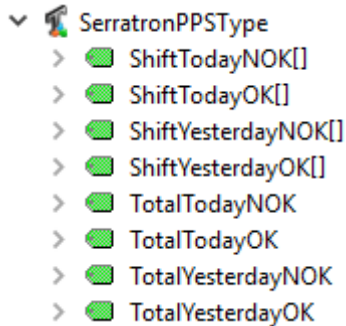 SerratronPPSType
ShiftTodayNOK[]
ShiftTodayOK[]
ShiftYesterdayNOK[]
ShiftYesterdayOK[]
TotalTodayNOK
TotalTodayOK
TotalYesterdayNOK
TotalYesterdayOK